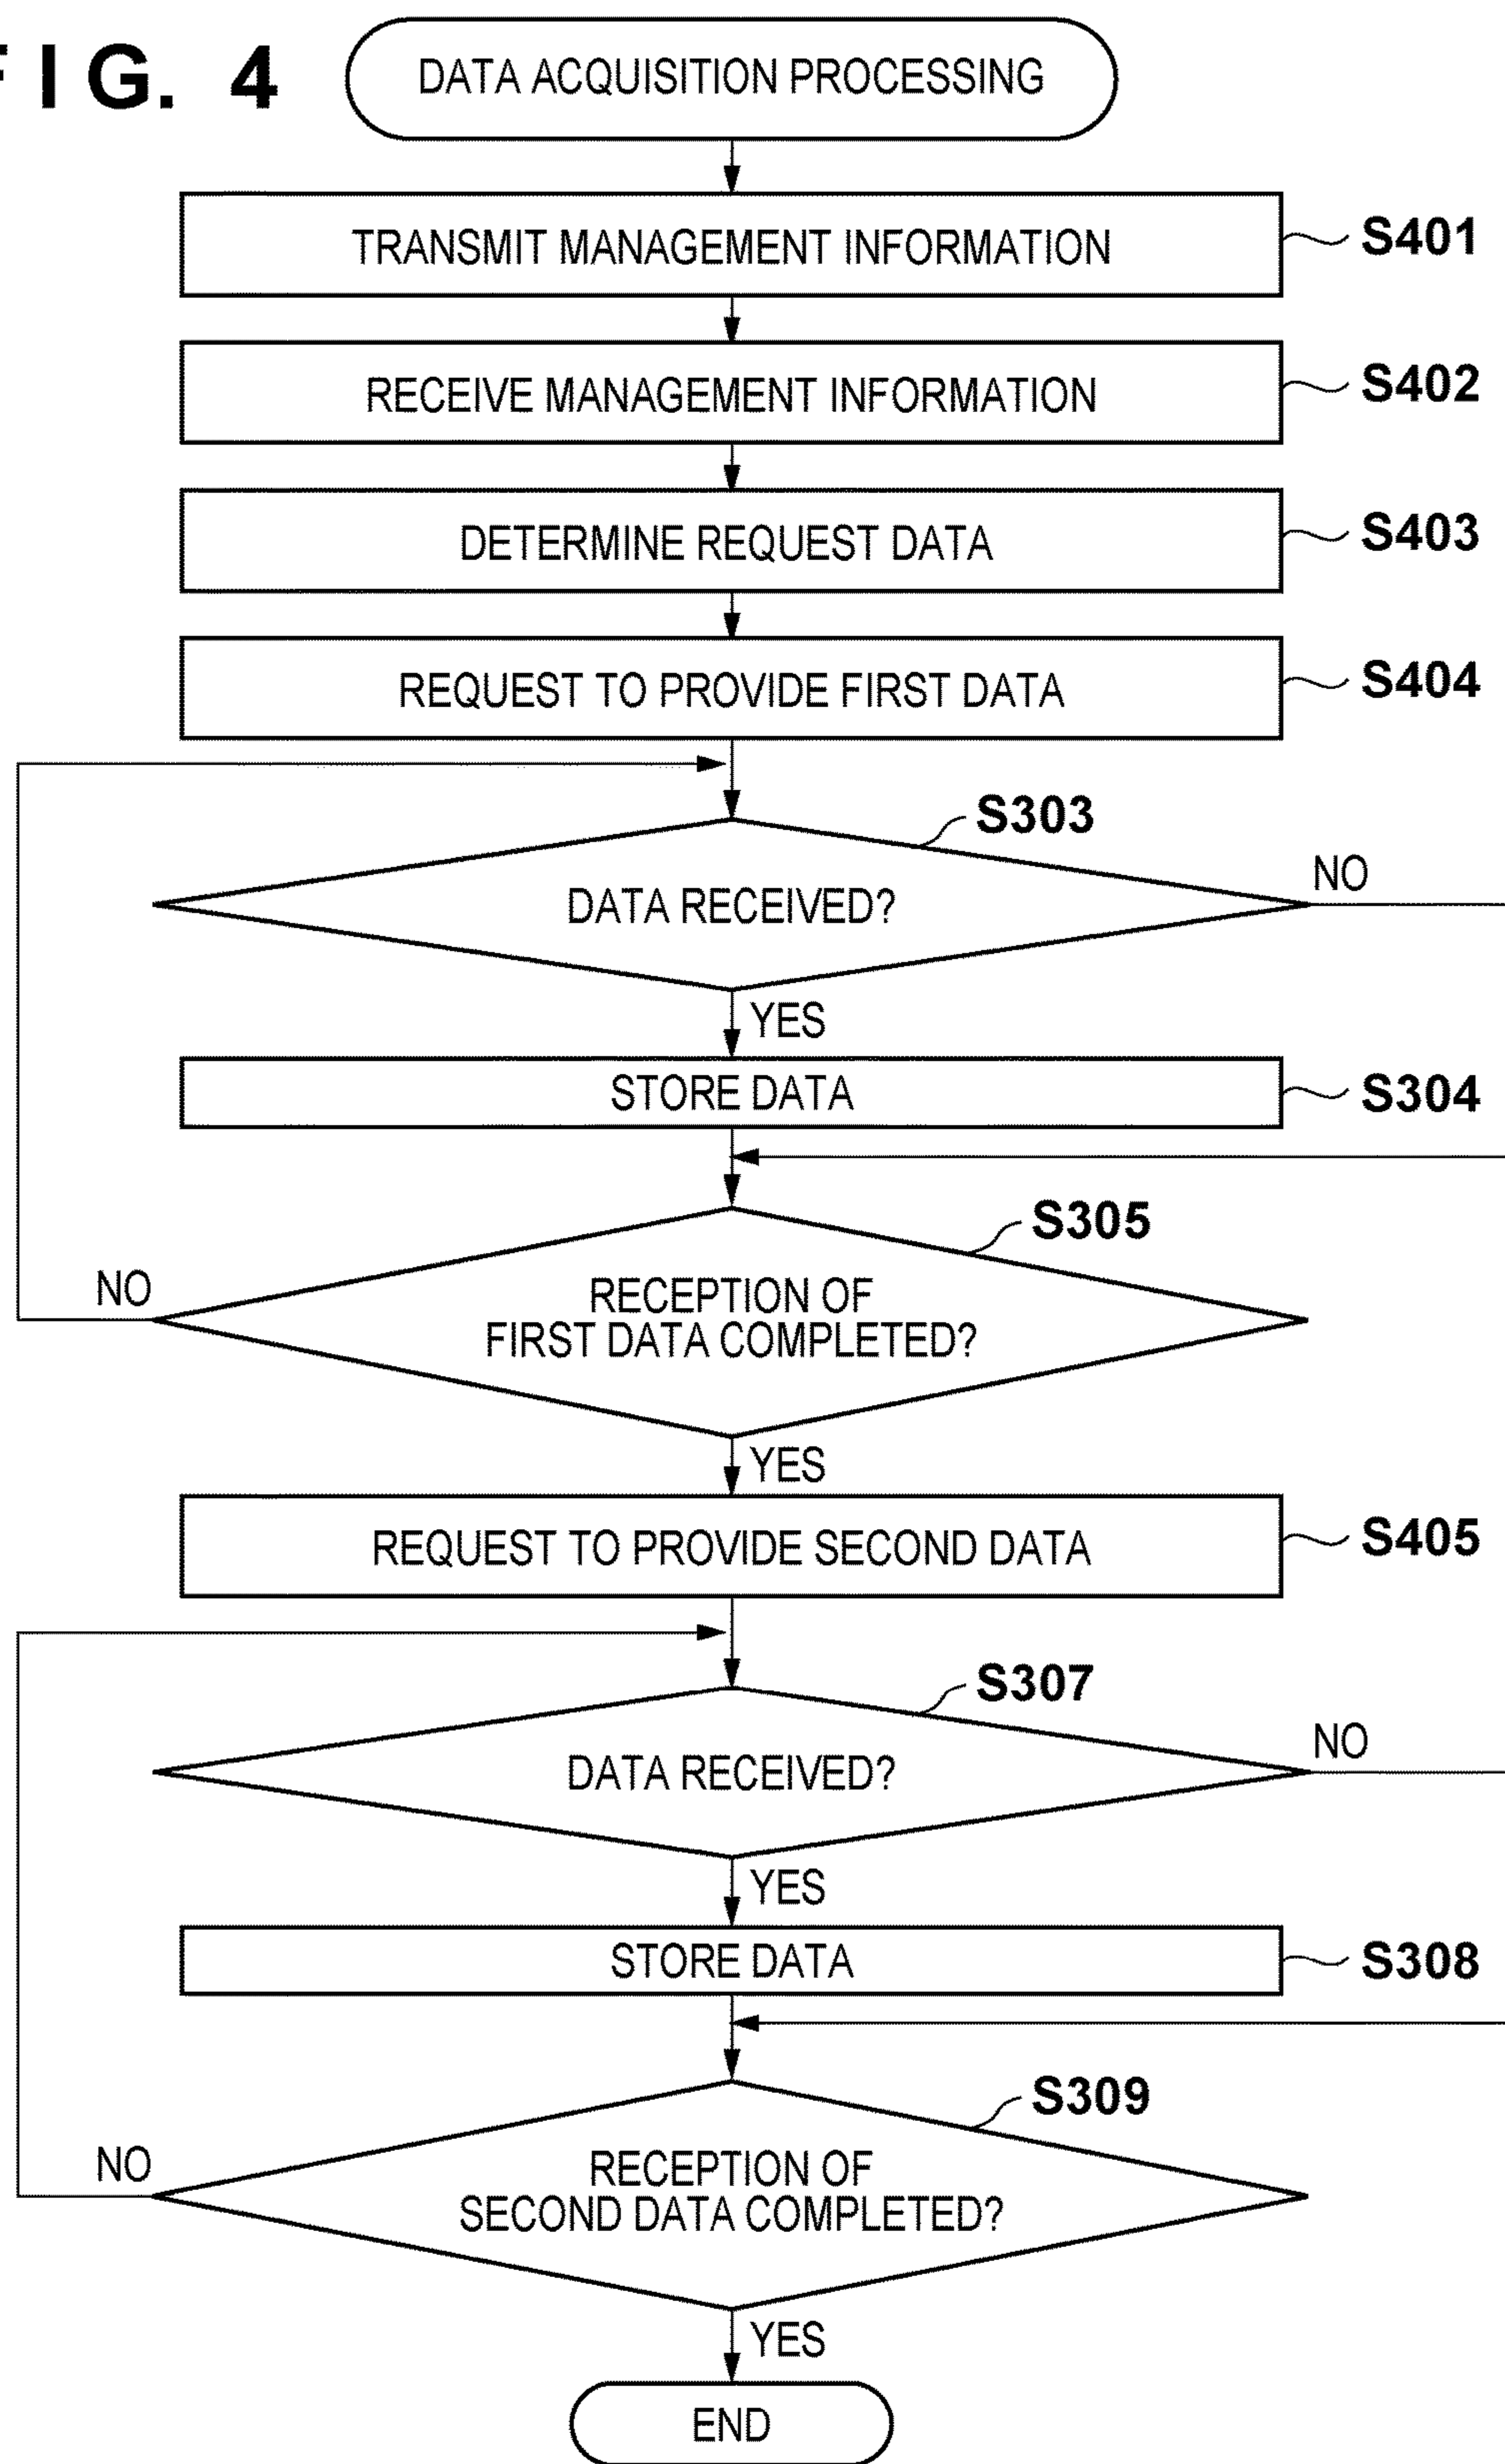 FIG. 4
DATA ACQUISITION PROCESSING
TRANSMIT MANAGEMENT INFORMATION
S401
RECEIVE MANAGEMENT INFORMATION
S402
DETERMINE REQUEST DATA
S403
REQUEST TO PROVIDE FIRST DATA
S404
S303
DATA RECEIVED?
NO
YES
STORE DATA
S304
S305
RECEPTION OF
FIRST DATA COMPLETED?
NO
YES
REQUEST TO PROVIDE SECOND DATA
S405
S307
DATA RECEIVED?
NO
YES
STORE DATA
S308
S309
RECEPTION OF
SECOND DATA COMPLETED?
NO
YES
END